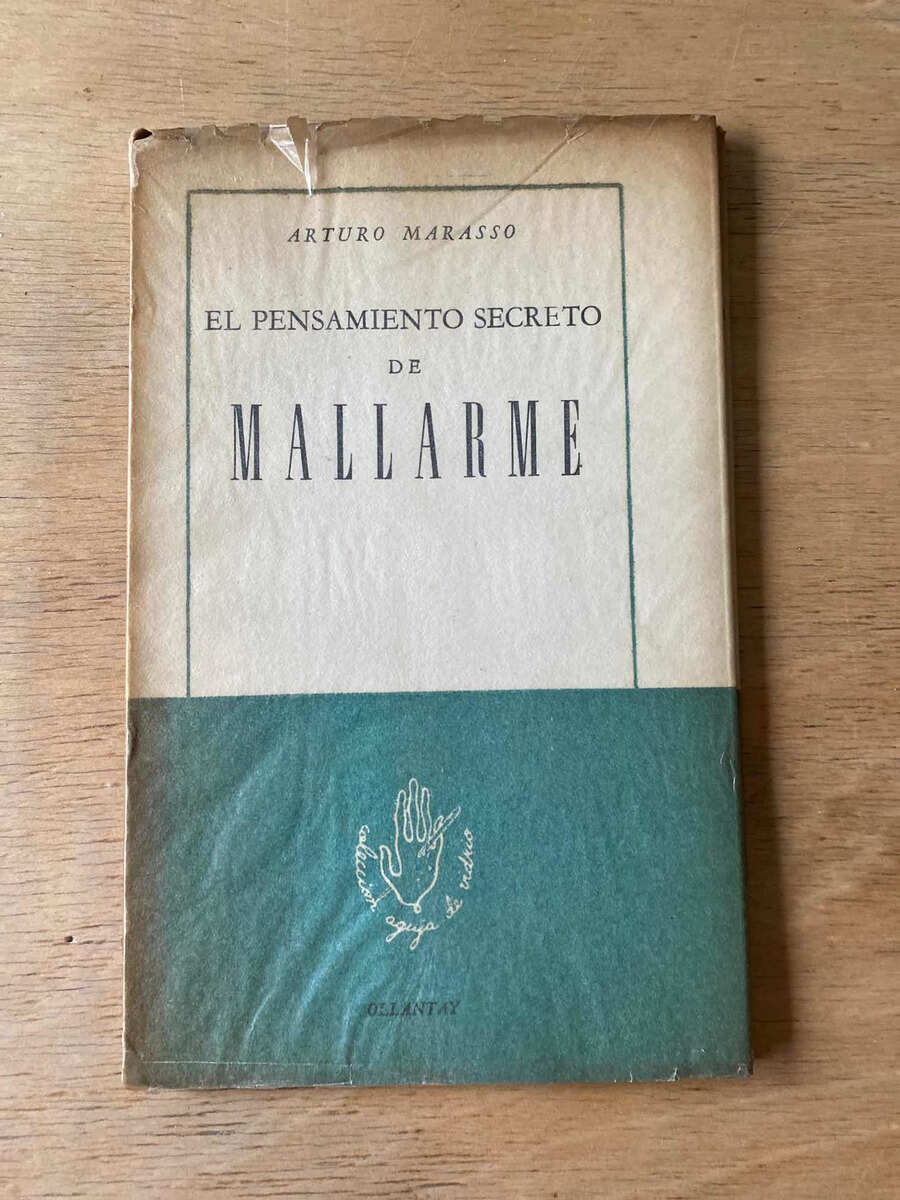 ARTURO MARASSO
EL PENSAMIENTO SECRETO
DE
MALLARME
colección aguja de vidrio
OLLANTAY